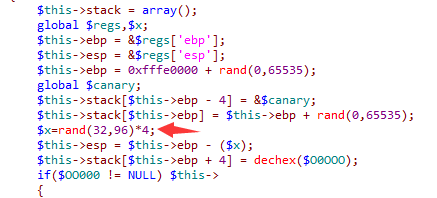 {
$this->stack = array();
global $regs,$x;
$this->ebp = &$regs['ebp'];
$this->esp = &$regs['esp'];
$this->ebp = 0xfffe0000 + rand(0,65535);
global $canary;
$this->stack[$this->ebp - 4] = &$canary;
$this->stack[$this->ebp] = $this->ebp + rand(0,65535);
$x=rand(32,96)*4;
$this->esp = $this->ebp - ($x);
$this->stack[$this->ebp + 4] = dechex($O0O0O);
if($OO000 != NULL) $this->
{